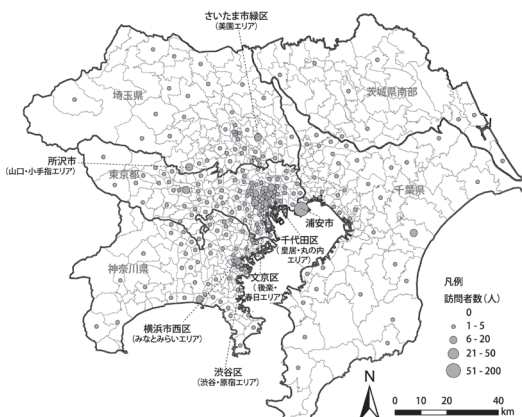 さいたま市緑区
(美園エリア)
埼玉県
茨城県南部
所沢市
(山口・小手指エリア)
東京都
千葉県
浦安市
千代田区
(皇居・丸の内
エリア)
神奈川県
文京区
(後楽・
春日エリア)
横浜市西区
(みなとみらいエリア)
渋谷区
(渋谷・原宿エリア)
凡例
訪問者数(人)
0
1 - 5
6 - 20
21 - 50
51 - 200
N
0 10 20 40
km